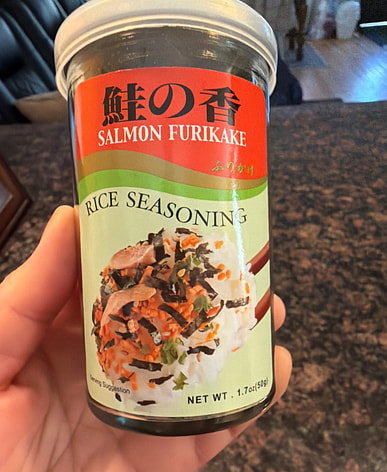 鮭の香
SALMON FURIKAKE
ふりかけ
RICE SEASONING
Serving Suggestion
NET WT. 1.7oz(50g)